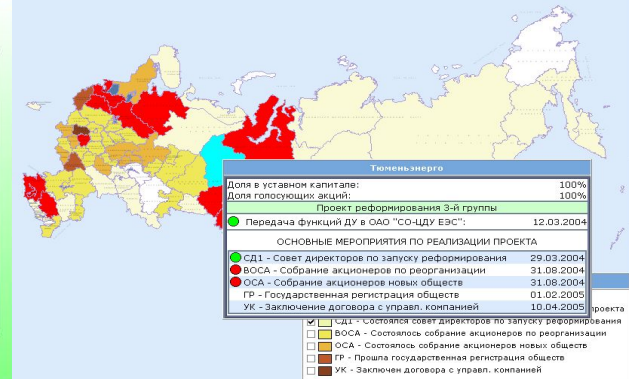 Тюменьэнерго
Доля в уставном капитале: 100%
Доля голосующих акций: 100%
Проект реформирования 3-й группы
Передача функций ДУ в ОАО "СО-ЦДУ ЕЭС": 12.03.2004
ОСНОВНЫЕ МЕРОПРИЯТИЯ ПО РЕАЛИЗАЦИИ ПРОЕКТА
СД1 - Совет директоров по запуску реформирования 29.03.2004
ВОСА - Собрание акционеров по реорганизации 31.08.2004
ОСА - Собрание акционеров новых обществ 31.08.2004
ГР - Государственная регистрация обществ 01.02.2005
УК - Заключение договора с управл. компанией 10.04.2005
проекта
СД1 - Состоялся совет директоров по запуску реформирования
ВОСА - Состоялось собрание акционеров по реорганизации
ОСА - Состоялось собрание акционеров новых обществ
ГР - Прошла государственная регистрация обществ
УК - Заключен договора с управл. компанией